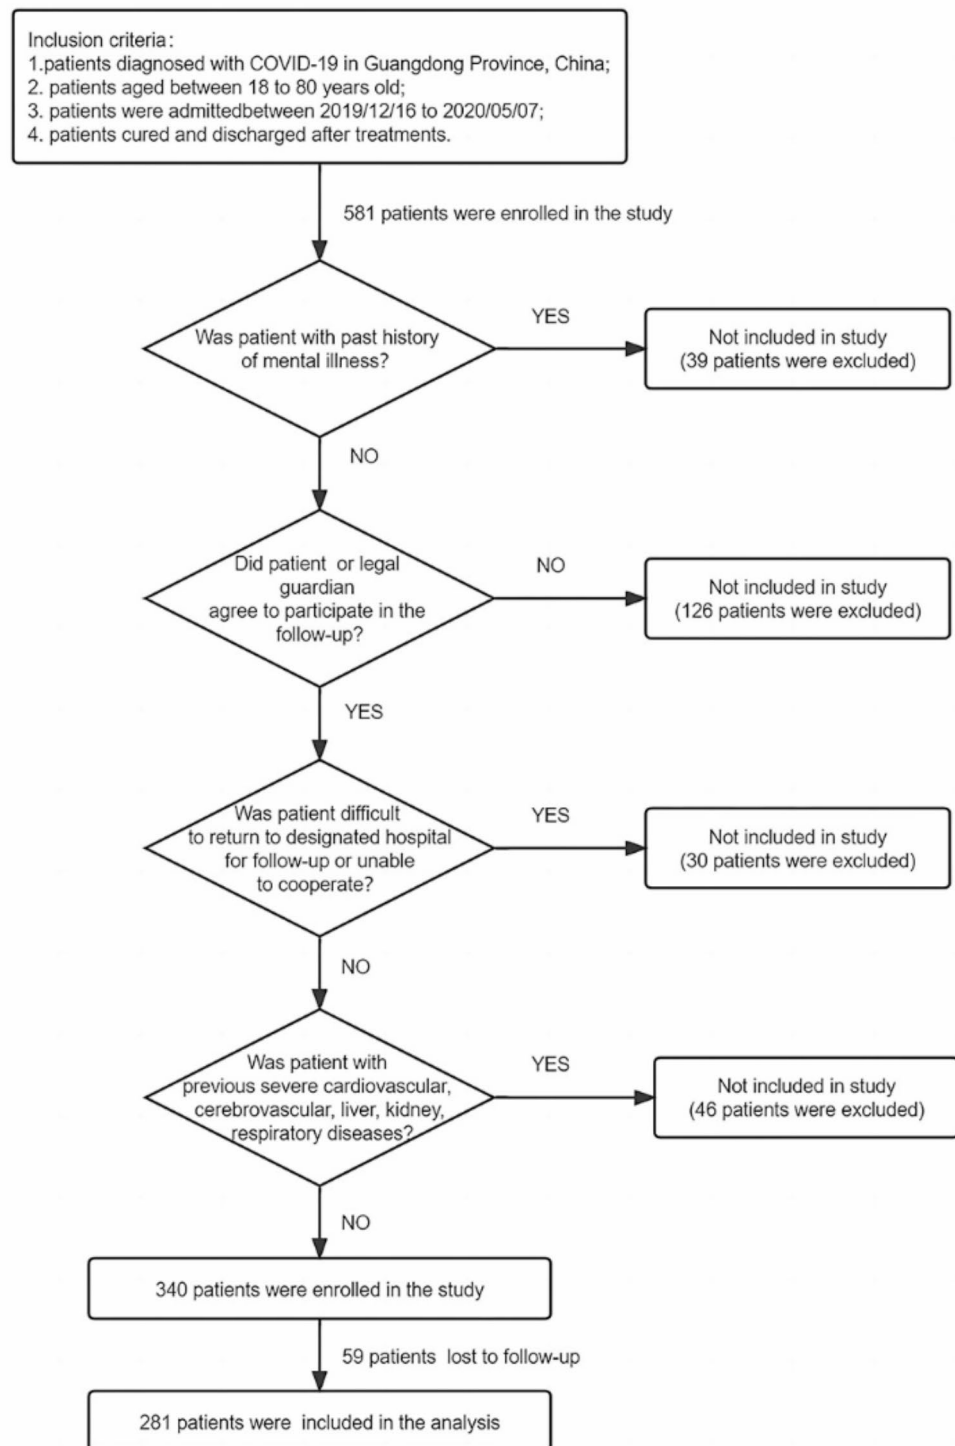 Inclusion criteria:
1.patients diagnosed with COVID-19 in Guangdong Province, China;
2. patients aged between 18 to 80 years old;
3. patients were admittedbetween 2019/12/16 to 2020/05/07;
4. patients cured and discharged after treatments.
581 patients were enrolled in the study
Was patient with past history
of mental illness?
YES
Not included in study
(39 patients were excluded)
NO
Did patient or legal
guardian
agree to participate in the
follow-up?
NO
Not included in study
(126 patients were excluded)
YES
Was patient difficult
to return to designated hospital
for follow-up or unable
to cooperate?
YES
Not included in study
(30 patients were excluded)
NO
Was patient with
previous severe cardiovascular,
cerebrovascular, liver, kidney,
respiratory diseases?
YES
Not included in study
(46 patients were excluded)
NO
340 patients were enrolled in the study
59 patients lost to follow-up
281 patients were included in the analysis